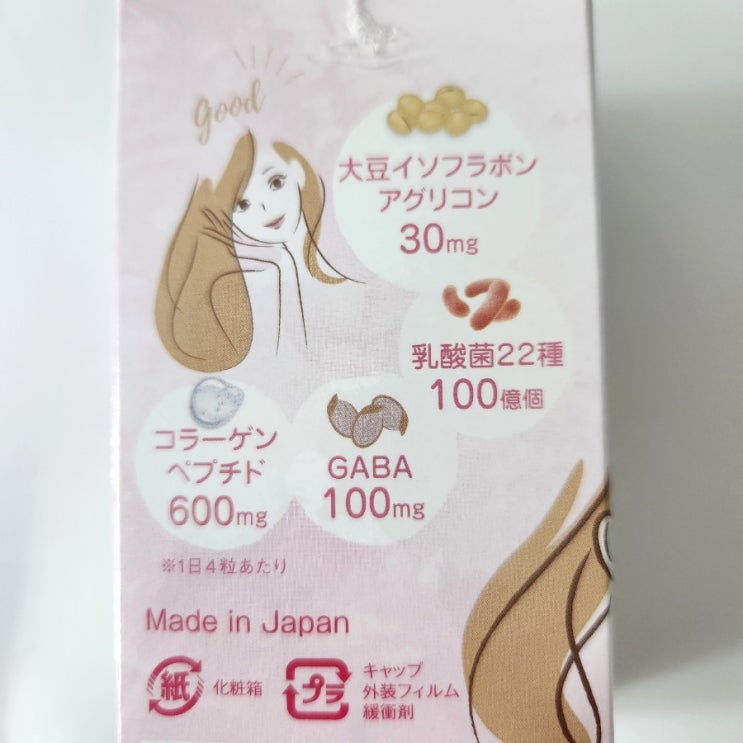 good
大豆イソフラボン
アグリコン
30mg
乳酸菌22種
100億個
コラーゲン
ペプチド
600mg
GABA
100mg
※1日4粒あたり
Made in Japan
紙
化粧箱
プラ
キャップ
外装フィルム
緩衝剤